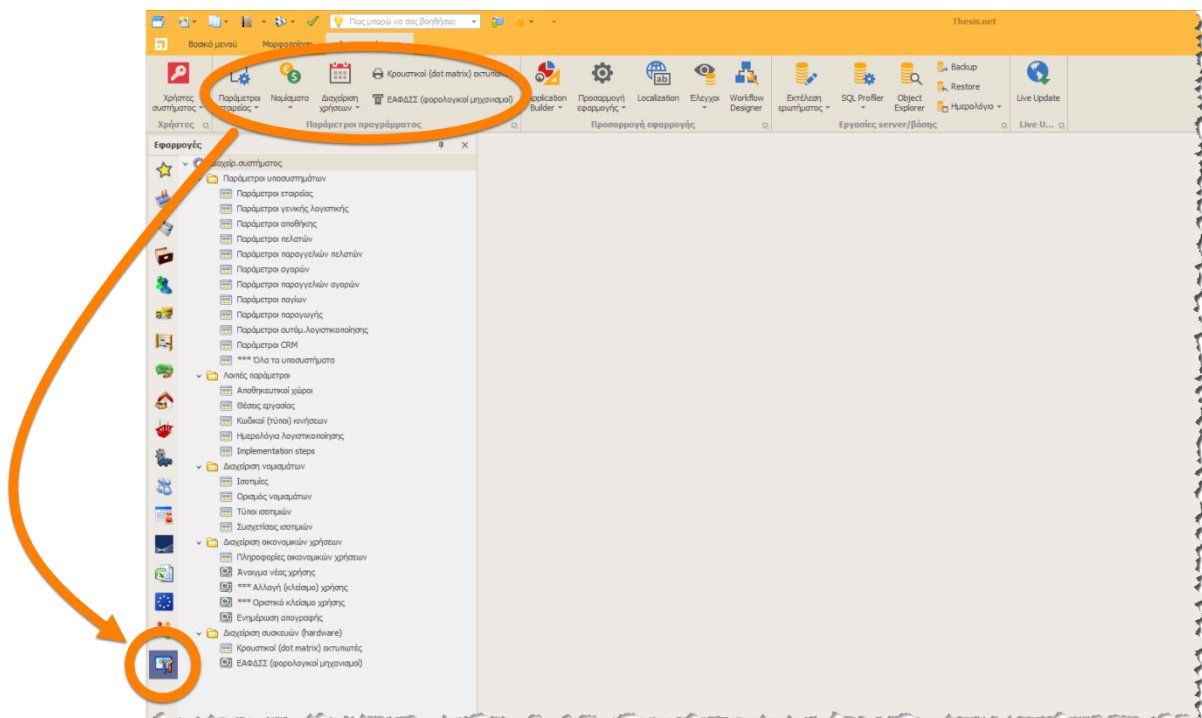 Πως μπορώ να σας βοηθήσω;
Thesis.net
Βασικό μενού
Μορφοποίηση
Χρήστες συστήματος
Παράμετροι εταιρείας
Νομίσματα
Διαχείριση χρήσεων
Κρουστικοί (dot matrix) εκτυπωτές
ΕΑΦΔΣΣ (φορολογικοί μηχανισμοί)
Application Builder
Προσαρμογή εφαρμογής
Localization
Έλεγχοι
Workflow Designer
Εκτέλεση ερωτήματος
SQL Profiler
Object Explorer
Backup
Restore
Ημερολόγιο
Live Update
Χρήστες
Παράμετροι προγράμματος
Προσαρμογή εφαρμογής
Εργασίες server/βάσης
Live U...
Εφαρμογές
Διαχείρ.συστήματος
Παράμετροι υποσυστημάτων
Παράμετροι εταιρείας
Παράμετροι γενικής λογιστικής
Παράμετροι αποθήκης
Παράμετροι πελατών
Παράμετροι παραγγελιών πελατών
Παράμετροι αγορών
Παράμετροι παραγγελιών αγορών
Παράμετροι παγίων
Παράμετροι παραγωγής
Παράμετροι αυτόμ.λογιστικοποίησης
Παράμετροι CRM
*** Όλα τα υποσυστήματα
Λοιπές παράμετροι
Αποθηκευτικοί χώροι
Θέσεις εργασίας
Κωδικοί (τύποι) κινήσεων
Ημερολόγια λογιστικοποίησης
Implementation steps
Διαχείριση νομισμάτων
Ισοτιμίες
Ορισμός νομισμάτων
Τύποι ισοτιμιών
Συσχετίσεις ισοτιμιών
Διαχείριση οικονομικών χρήσεων
Πληροφορίες οικονομικών χρήσεων
Άνοιγμα νέας χρήσης
*** Αλλαγή (κλείσιμο) χρήσης
*** Οριστικό κλείσιμο χρήσης
Ενημέρωση απογραφής
Διαχείριση συσκευών (hardware)
Κρουστικοί (dot matrix) εκτυπωτές
ΕΑΦΔΣΣ (φορολογικοί μηχανισμοί)